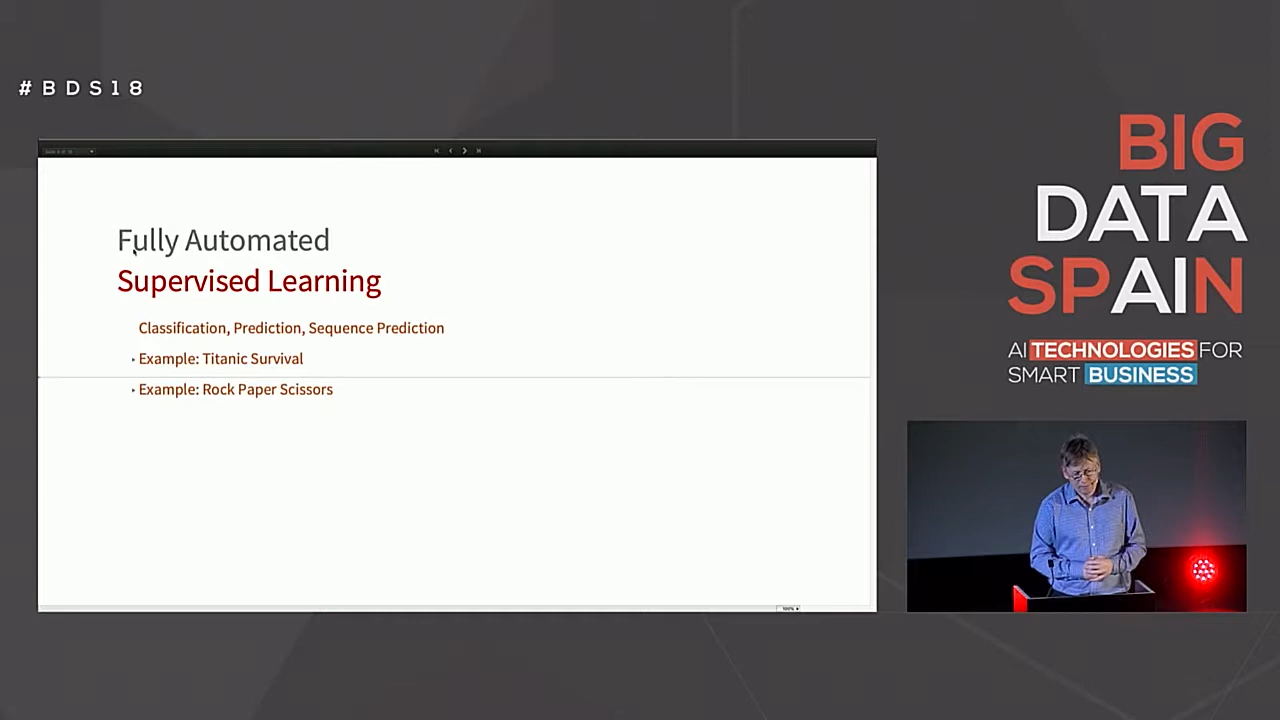 #BDS18
Fully Automated
Supervised Learning
Classification, Prediction, Sequence Prediction
Example: Titanic Survival
Example: Rock Paper Scissors
100%
BIG
DATA
SPAIN
AI TECHNOLOGIES FOR
SMART BUSINESS